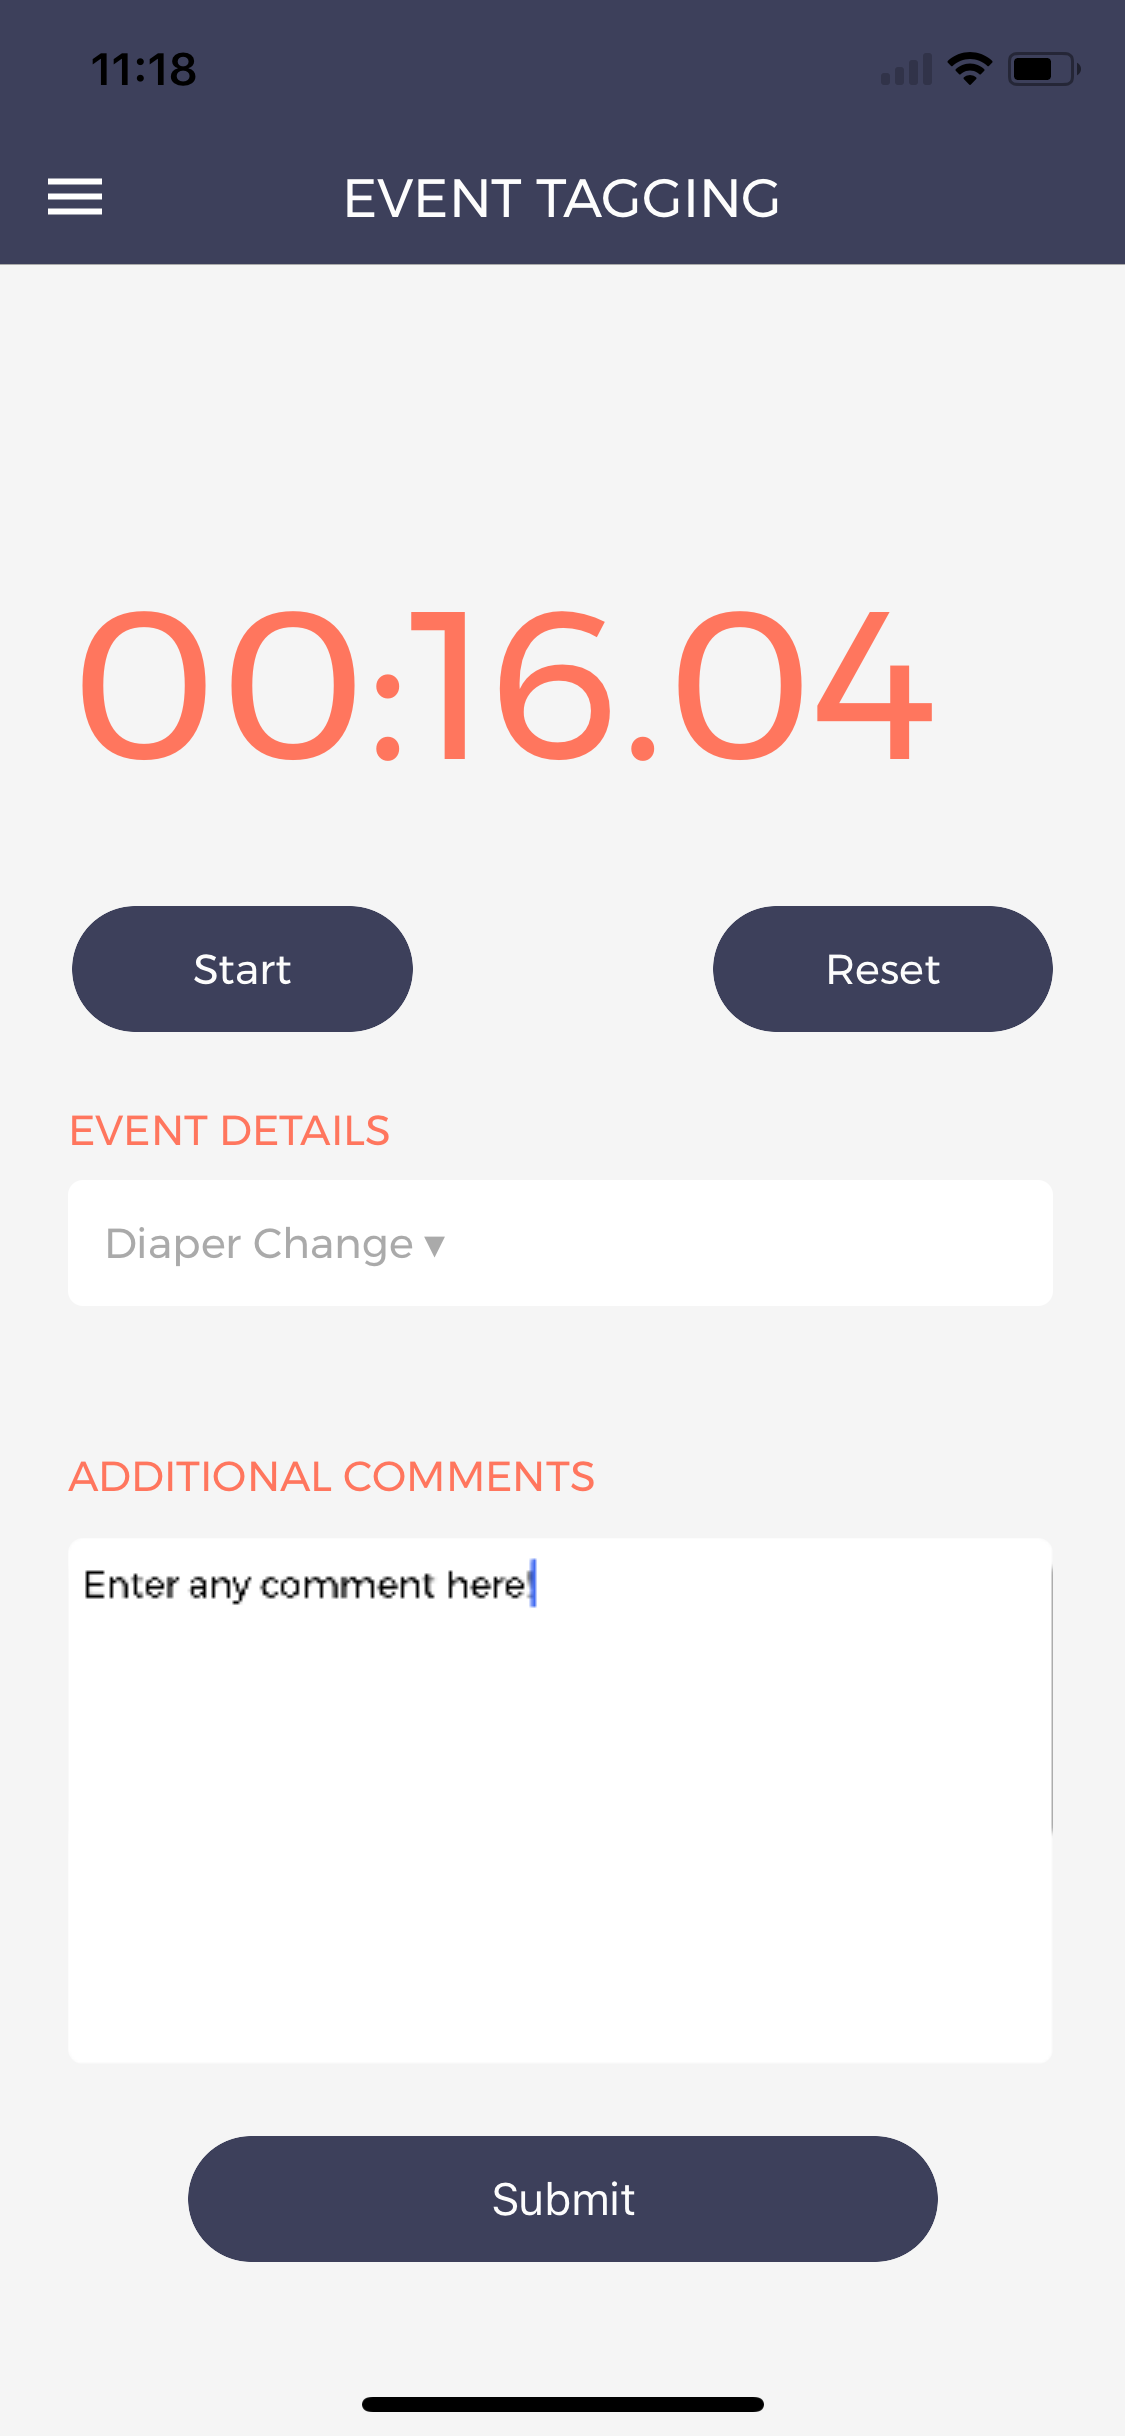 11:18
EVENT TAGGING
00:16.04
Start
Reset
EVENT DETAILS
Diaper Change ▾
ADDITIONAL COMMENTS
Enter any comment here!
Submit